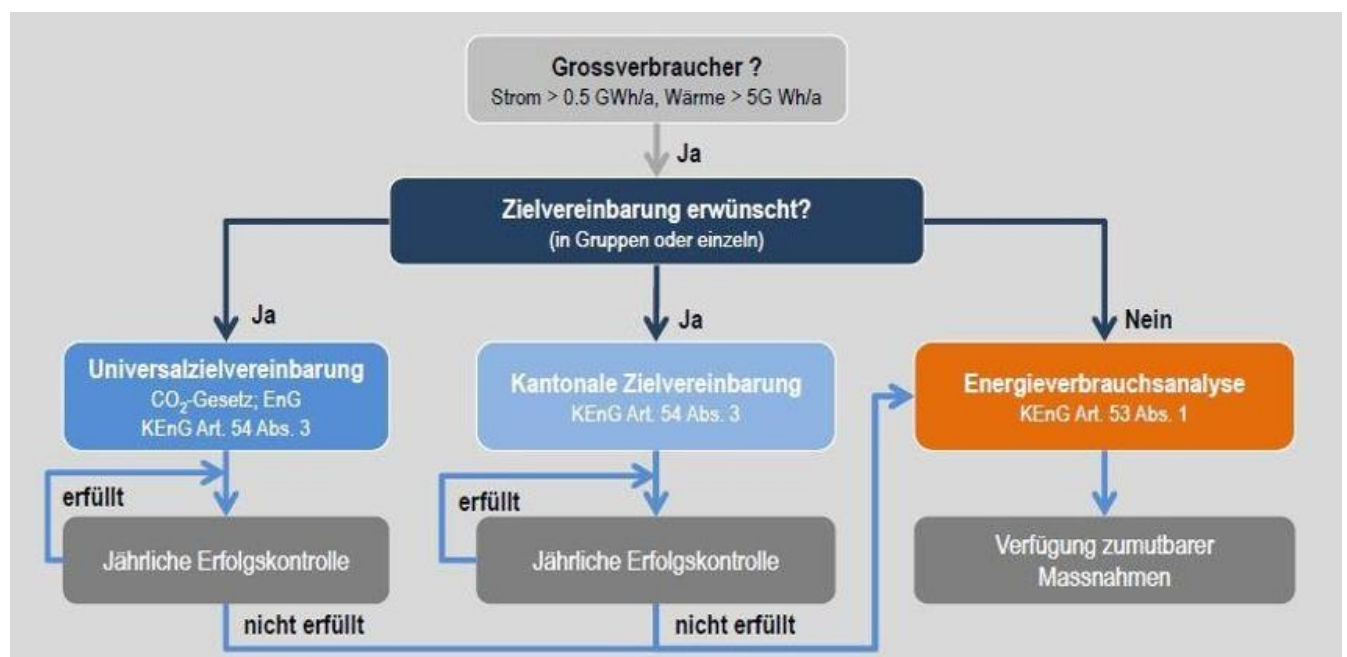 Grossverbraucher ?
Strom > 0.5 GWh/a, Wärme > 5G Wh/a
Ja
Zielvereinbarung erwünscht?
(in Gruppen oder einzeln)
Ja
Ja
Nein
Universalzielvereinbarung
CO₂-Gesetz; EnG
KEnG Art. 54 Abs. 3
Kantonale Zielvereinbarung
KEnG Art. 54 Abs. 3
Energieverbrauchsanalyse
KEnG Art. 53 Abs. 1
erfüllt
erfüllt
Jährliche Erfolgskontrolle
Jährliche Erfolgskontrolle
Verfügung zumutbarer
Massnahmen
nicht erfüllt
nicht erfüllt